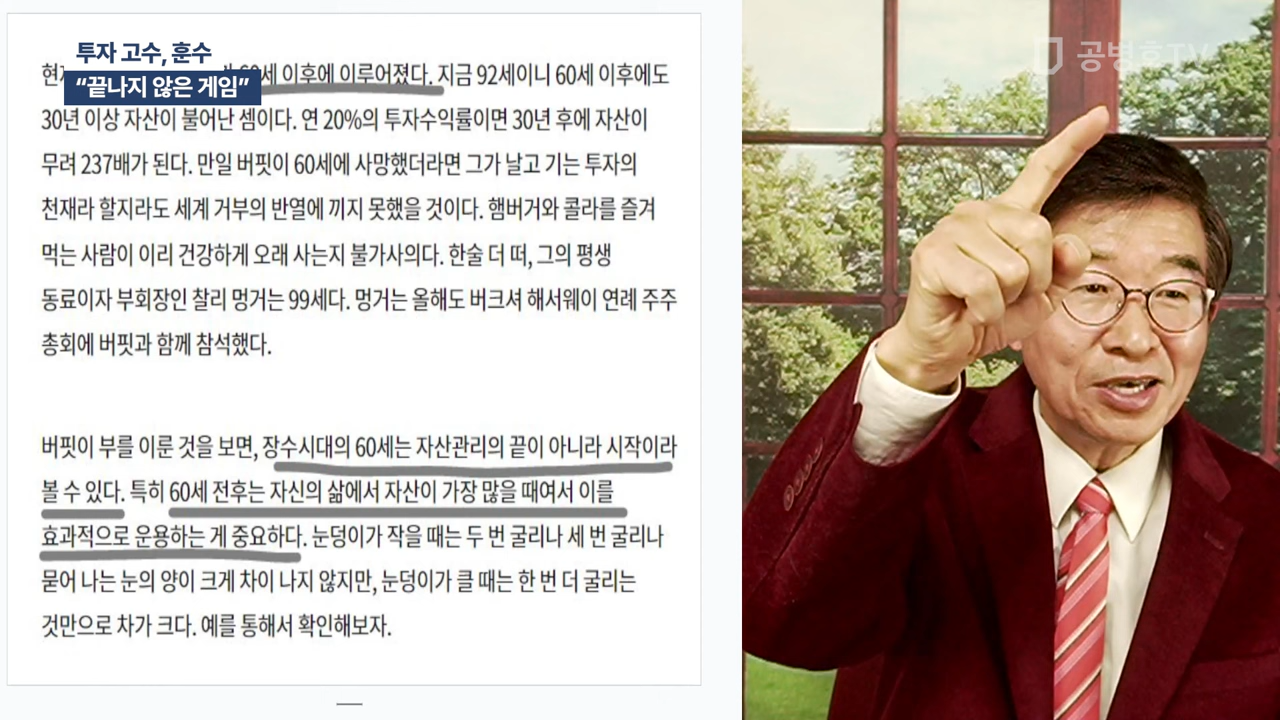 투자 고수, 훈수
“끝나지 않은 게임”
공병호TV
현 60세 이후에 이루어졌다. 지금 92세이니 60세 이후에도
30년 이상 자산이 불어난 셈이다. 연 20%의 투자수익률이면 30년 후에 자산이
무려 237배가 된다. 만일 버핏이 60세에 사망했더라면 그가 날고 기는 투자의
천재라 할지라도 세계 거부의 반열에 끼지 못했을 것이다. 햄버거와 콜라를 즐겨
먹는 사람이 이리 건강하게 오래 사는지 불가사의다. 한술 더 떠, 그의 평생
동료이자 부회장인 찰리 멍거는 99세다. 멍거는 올해도 버크셔 해서웨이 연례 주주
총회에 버핏과 함께 참석했다.
버핏이 부를 이룬 것을 보면, 장수시대의 60세는 자산관리의 끝이 아니라 시작이라
볼 수 있다. 특히 60세 전후는 자신의 삶에서 자산이 가장 많을 때여서 이를
효과적으로 운용하는 게 중요하다. 눈덩이가 작을 때는 두 번 굴리나 세 번 굴리나
묻어 나는 눈의 양이 크게 차이 나지 않지만, 눈덩이가 클 때는 한 번 더 굴리는
것만으로 차가 크다. 예를 통해서 확인해보자.